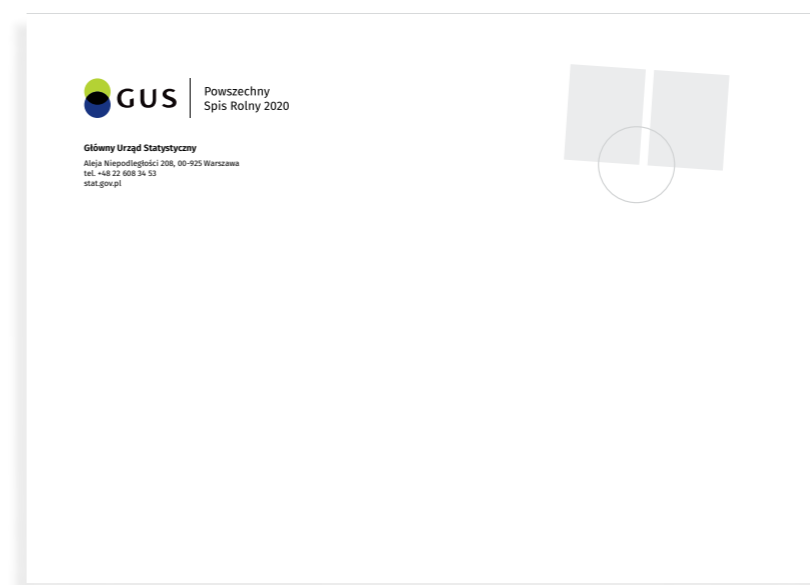 GUS
Powszechny
Spis Rolny 2020
Główny Urząd Statystyczny
Aleja Niepodległości 208, 00-925 Warszawa
tel. +48 22 608 34 53
stat.gov.pl